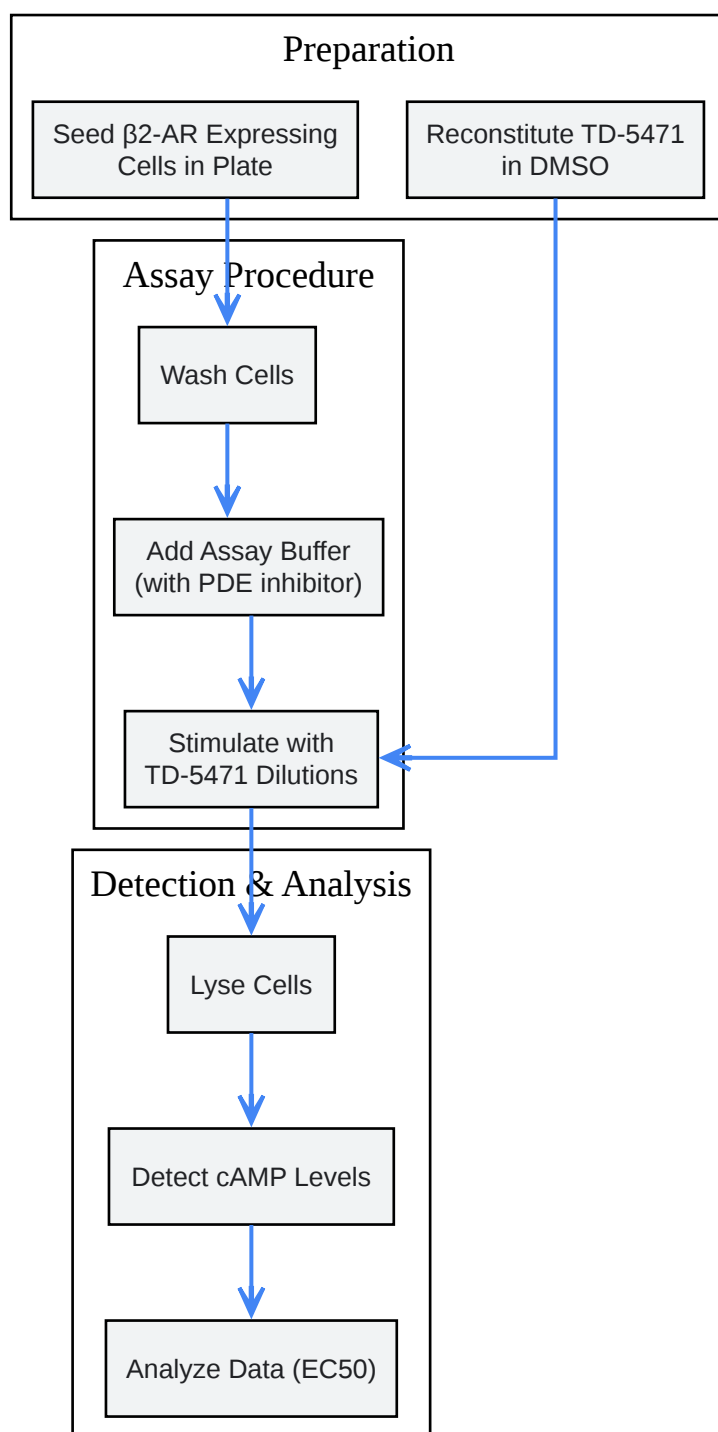 Preparation
Seed β2-AR Expressing
Cells in Plate
Reconstitute TD-5471
in DMSO
Assay Procedure
Wash Cells
Add Assay Buffer
(with PDE inhibitor)
Stimulate with
TD-5471 Dilutions
Detection & Analysis
Lyse Cells
Detect cAMP Levels
Analyze Data (EC50)